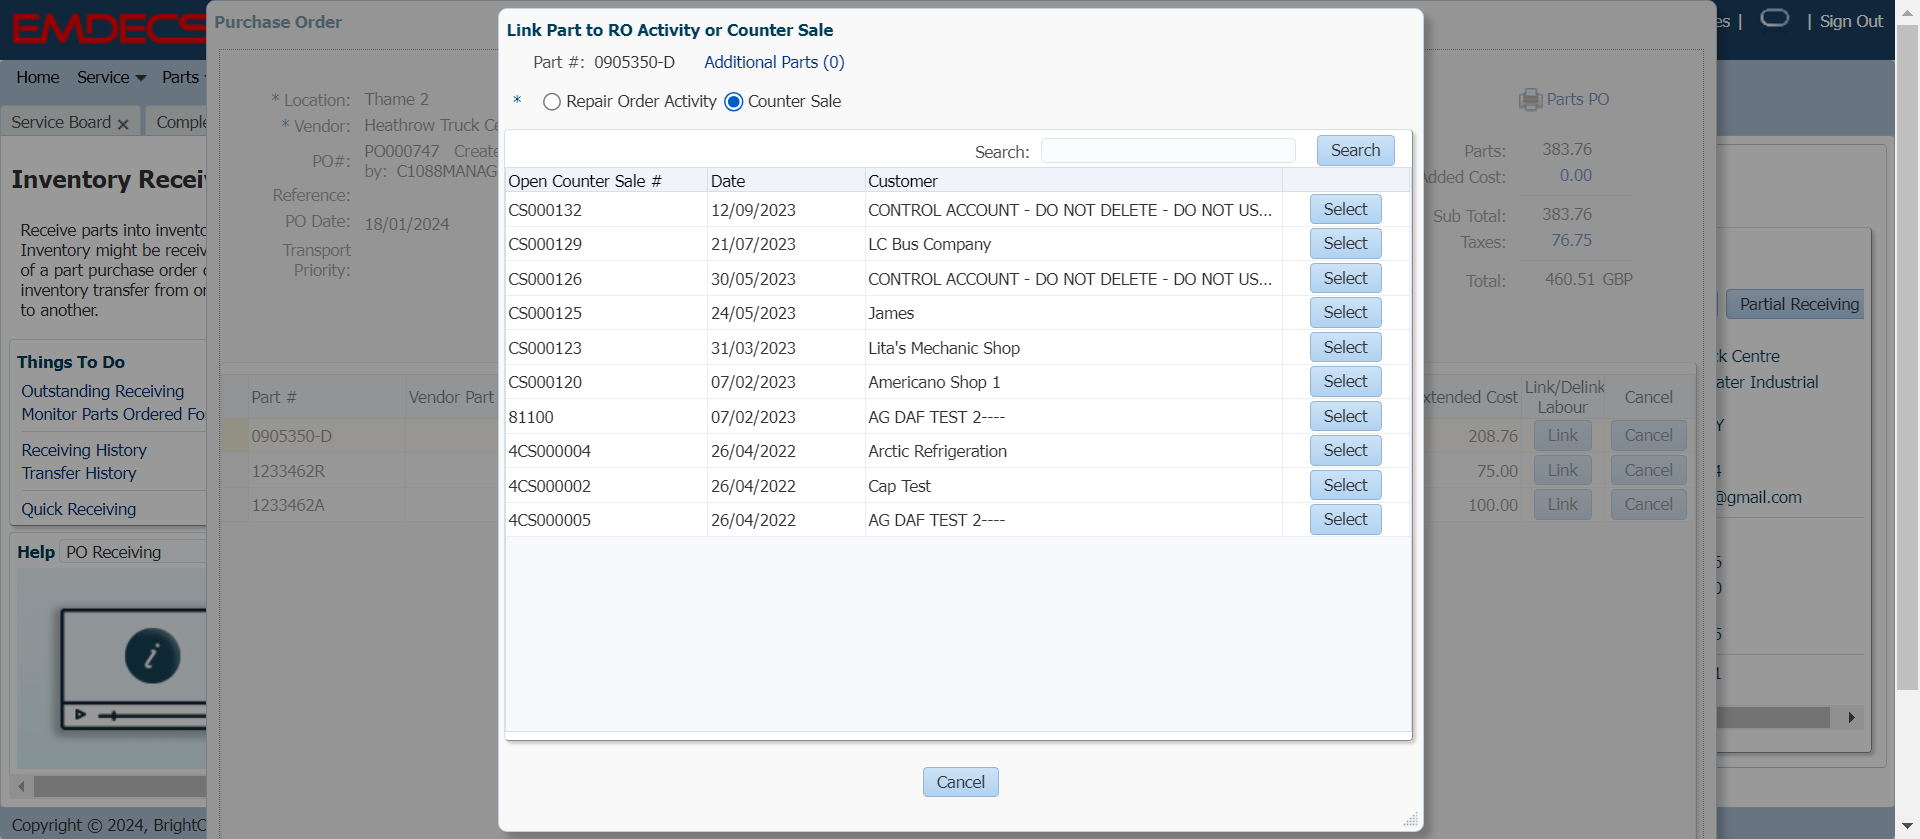 EMDECS
Purchase Order
Link Part to RO Activity or Counter Sale
| Sign Out
Part #: 0905350-D Additional Parts (0)
Home Service Parts
* Repair Order Activity Counter Sale
* Location: Thame 2
Parts PO
Service Board
* Vendor: Heathrow Truck
PO#: PO000747
by: C1088MANAG
Search: Search
Parts: 383.76
Added Cost: 0.00
Sub Total: 383.76
Taxes: 76.75
Total: 460.51 GBP
Inventory
Reference:
PO Date: 18/01/2024
Transport
Priority:
Open Counter Sale # Date Customer
CS000132 12/09/2023 CONTROL ACCOUNT - DO NOT DELETE - DO NOT US... Select
CS000129 21/07/2023 LC Bus Company Select
CS000126 30/05/2023 CONTROL ACCOUNT - DO NOT DELETE - DO NOT US... Select
CS000125 24/05/2023 James Select
CS000123 31/03/2023 Lita's Mechanic Shop Select
CS000120 07/02/2023 Americano Shop 1 Select
81100 07/02/2023 AG DAF TEST 2---- Select
4CS000004 26/04/2022 Arctic Refrigeration Select
4CS000002 26/04/2022 Cap Test Select
4CS000005 26/04/2022 AG DAF TEST 2---- Select
Receive parts into
Inventory might be
of a part purchase order
inventory transfer from
to another.
Partial Receiving
Things To Do
Outstanding Receiving
Monitor Parts Ordered
Receiving History
Transfer History
Quick Receiving
Centre
Industrial
Part # Vendor Part
Extended Cost Link/Delink
Labour Cancel
0905350-D 208.76 Link Cancel
1233462R 75.00 Link Cancel
1233462A 100.00 Link Cancel
@gmail.com
Help PO Receiving
i
Cancel
Copyright © 2024,